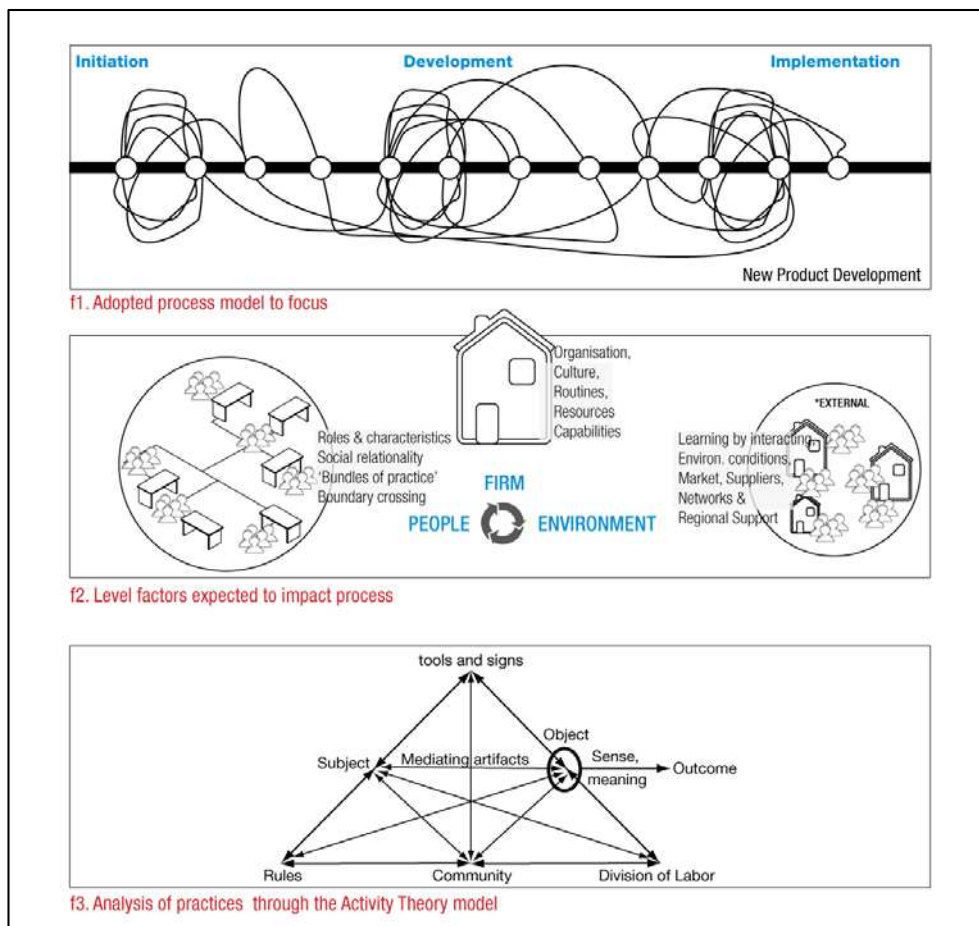 Initiation
Development
Implementation
New Product Development
f1. Adopted process model to focus
Organisation,
Culture,
Routines,
Resources
Capabilities
Roles & characteristics
Social relationality
'Bundles of practice'
Boundary crossing
*EXTERNAL
Learning by interacting
Environ. conditions,
Market, Suppliers,
Networks &
Regional Support
FIRM
PEOPLE
ENVIRONMENT
f2. Level factors expected to impact process
tools and signs
Object
Subject
Mediating artifacts
Sense,
meaning
Outcome
Rules
Community
Division of Labor
f3. Analysis of practices through the Activity Theory model